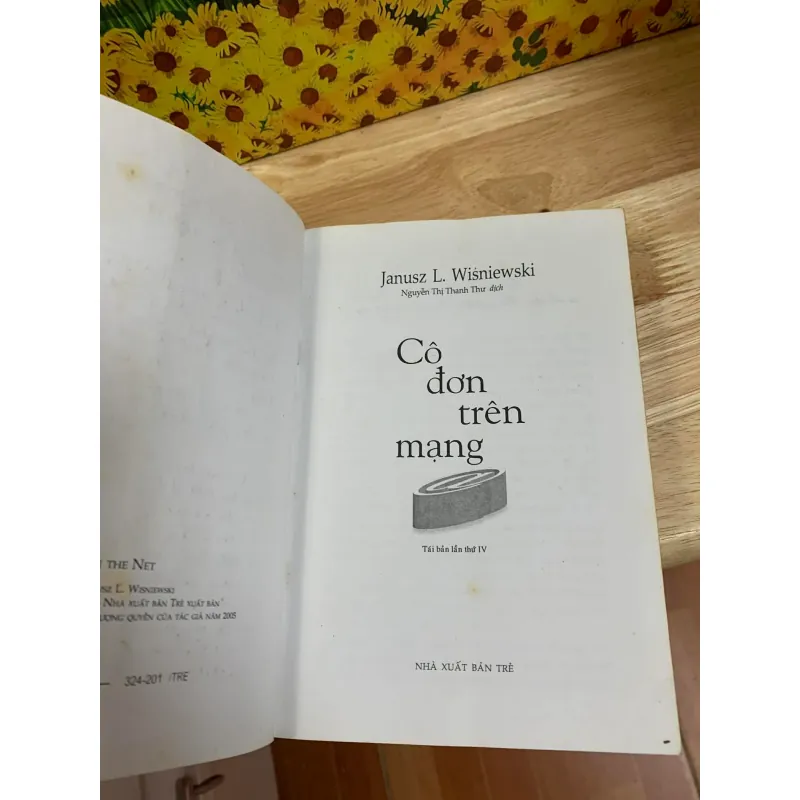 THE NET
L. WIŚNIEWSKI
NHÀ XUẤT BẢN TRẺ XUẤT BẢN
QUYỀN CỦA TÁC GIẢ NĂM 2005
324-201 /TRE
Janusz L. Wiśniewski
Nguyễn Thị Thanh Thư dịch
Cô
đơn
trên
mạng
Tái bản lần thứ IV
NHÀ XUẤT BẢN TRẺ